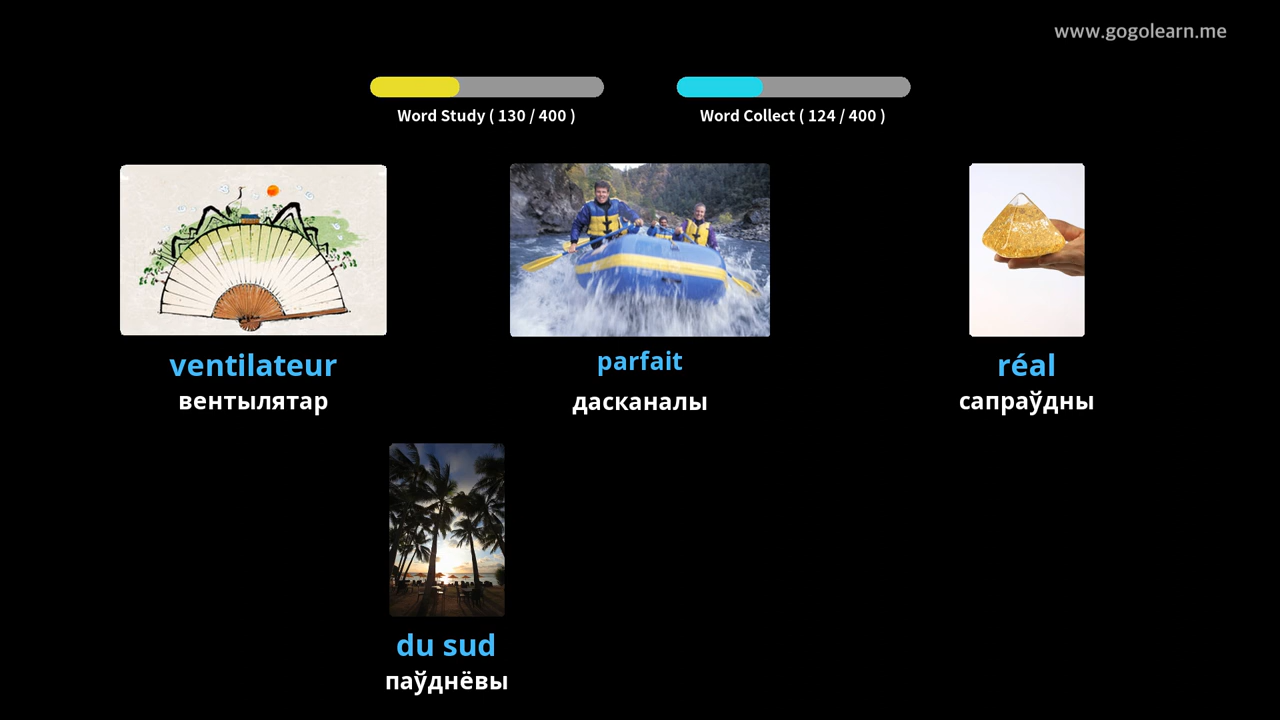 www.gogolearn.me
Word Study ( 130 / 400 )
Word Collect ( 124 / 400 )
ventilateur
вентылятар
parfait
дасканалы
réal
сапраўдны
du sud
паўднёвы